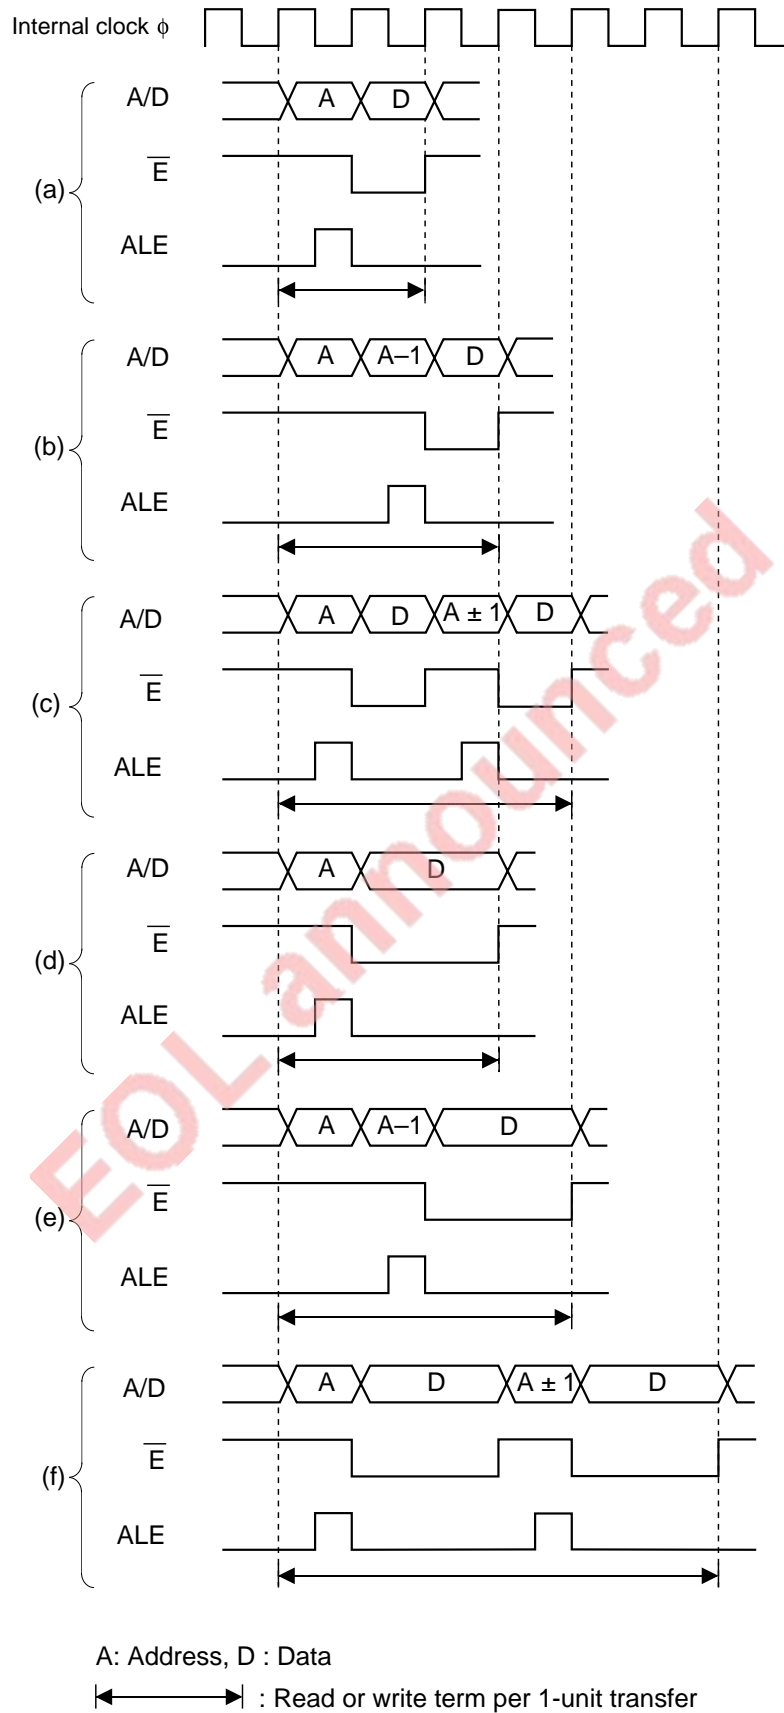 Internal clock ϕ
(a)
A/D A D
E̅
ALE
(b)
A/D A A–1 D
E̅
ALE
(c)
A/D A D A ± 1 D
E̅
ALE
(d)
A/D A D
E̅
ALE
(e)
A/D A A–1 D
E̅
ALE
(f)
A/D A D A ± 1 D
E̅
ALE
A: Address, D : Data
: Read or write term per 1-unit transfer
EOL announced